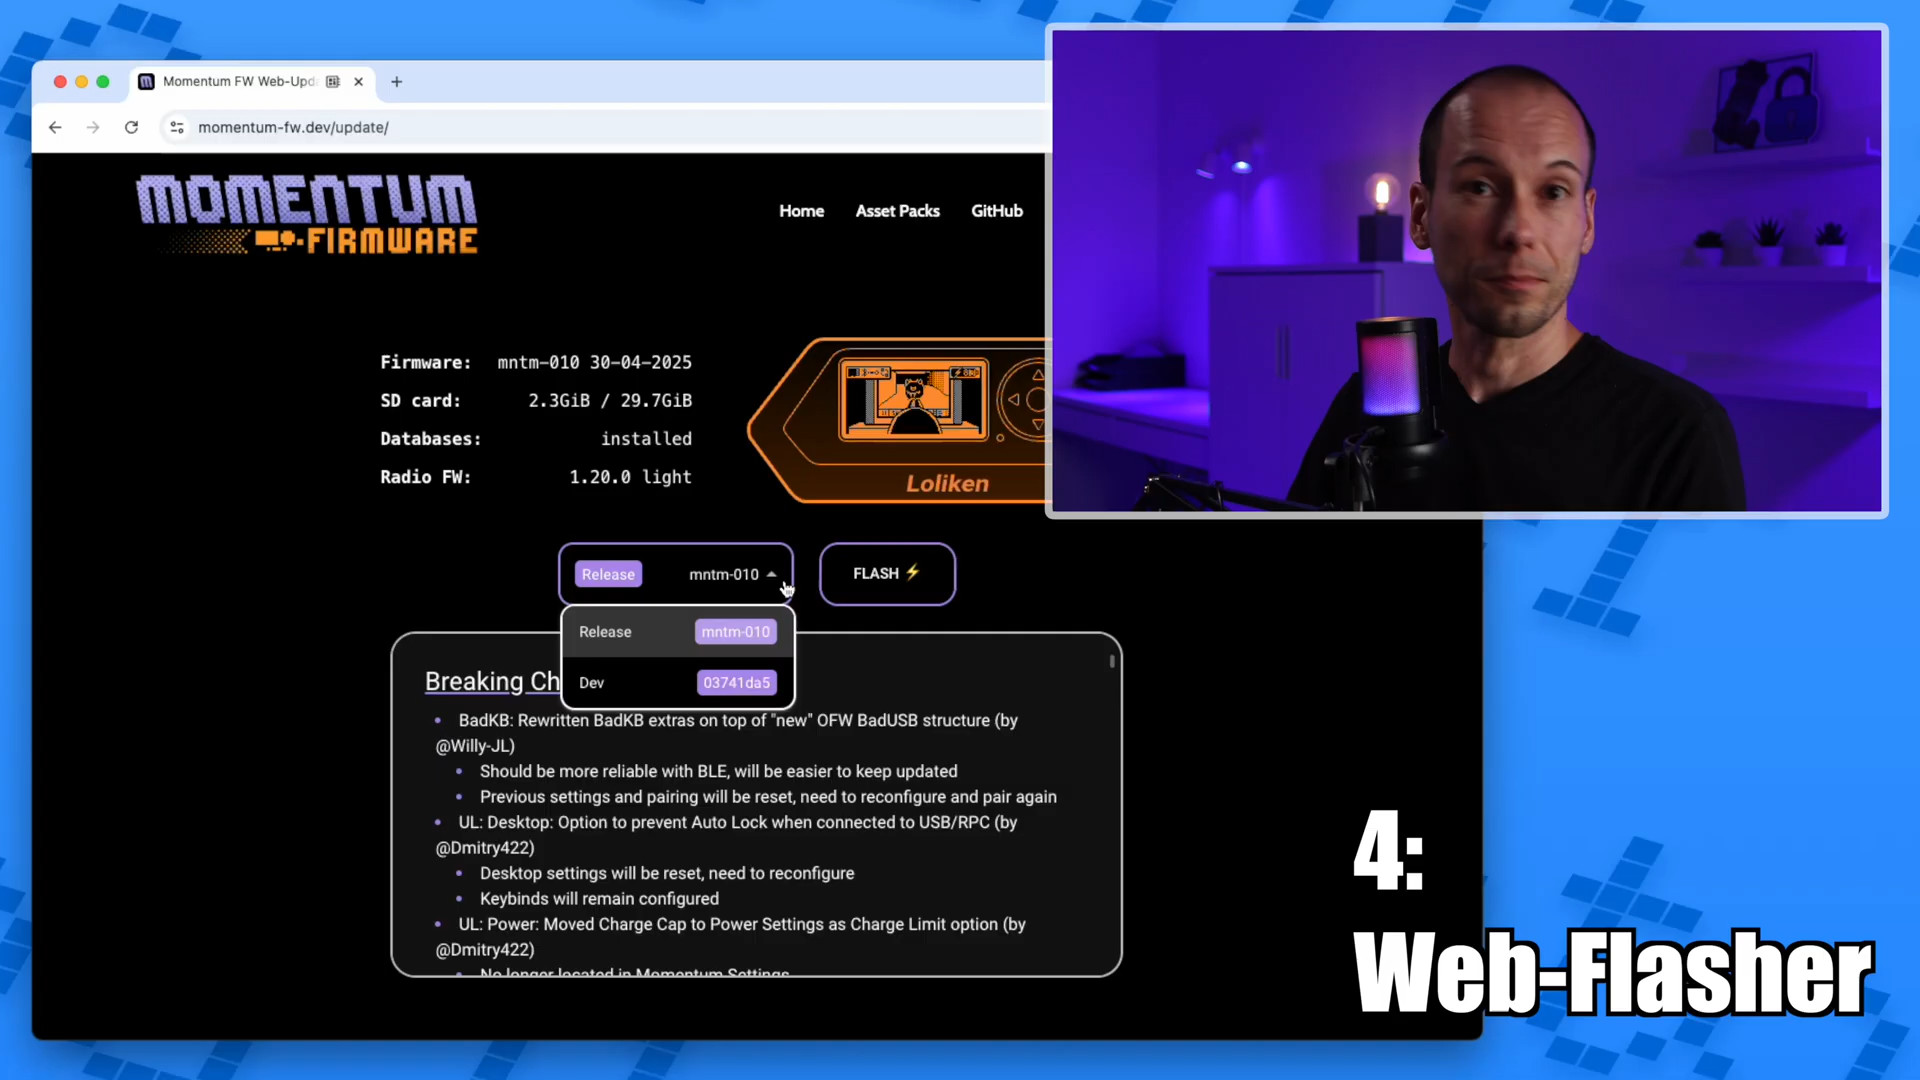 Momentum FW Web-Upd
momentum-fw.dev/update/
MOMENTUM
FIRMWARE
Home
Asset Packs
GitHub
Firmware: mntm-010 30-04-2025
SD card: 2.3GiB / 29.7GiB
Databases: installed
Radio FW: 1.20.0 light
Loliken
Release mntm-010
FLASH⚡
Release mntm-010
Dev 03741da5
Breaking Ch
• BadKB: Rewritten BadKB extras on top of "new" OFW BadUSB structure (by
@Willy-JL)
• Should be more reliable with BLE, will be easier to keep updated
• Previous settings and pairing will be reset, need to reconfigure and pair again
• UL: Desktop: Option to prevent Auto Lock when connected to USB/RPC (by
@Dmitry422)
• Desktop settings will be reset, need to reconfigure
• Keybinds will remain configured
• UL: Power: Moved Charge Cap to Power Settings as Charge Limit option (by
@Dmitry422)
• No longer located in Momentum Settings
4:
Web-Flasher